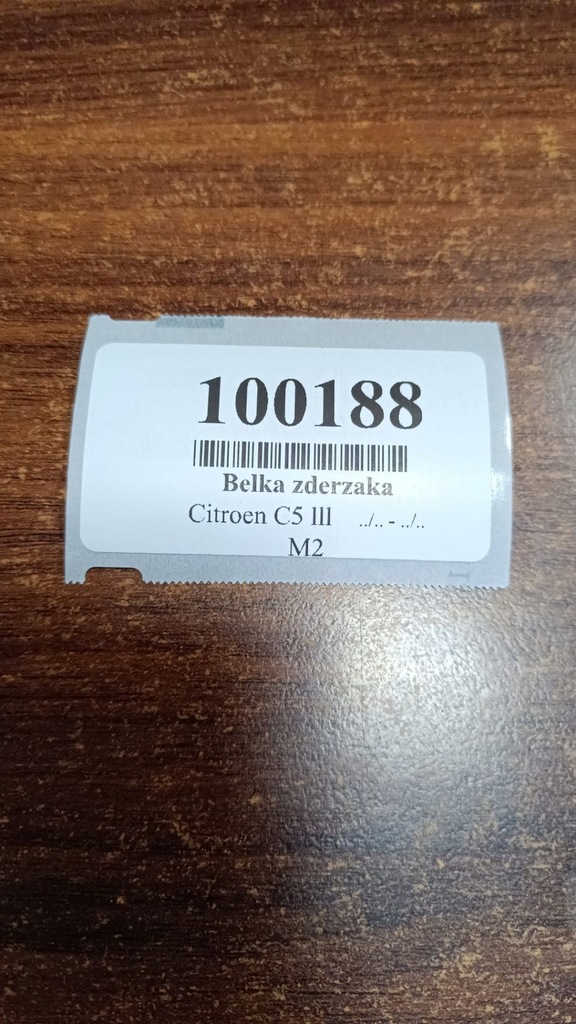 100188
Belka zderzaka
Citroen C5 lll ../.. - ../..
M2